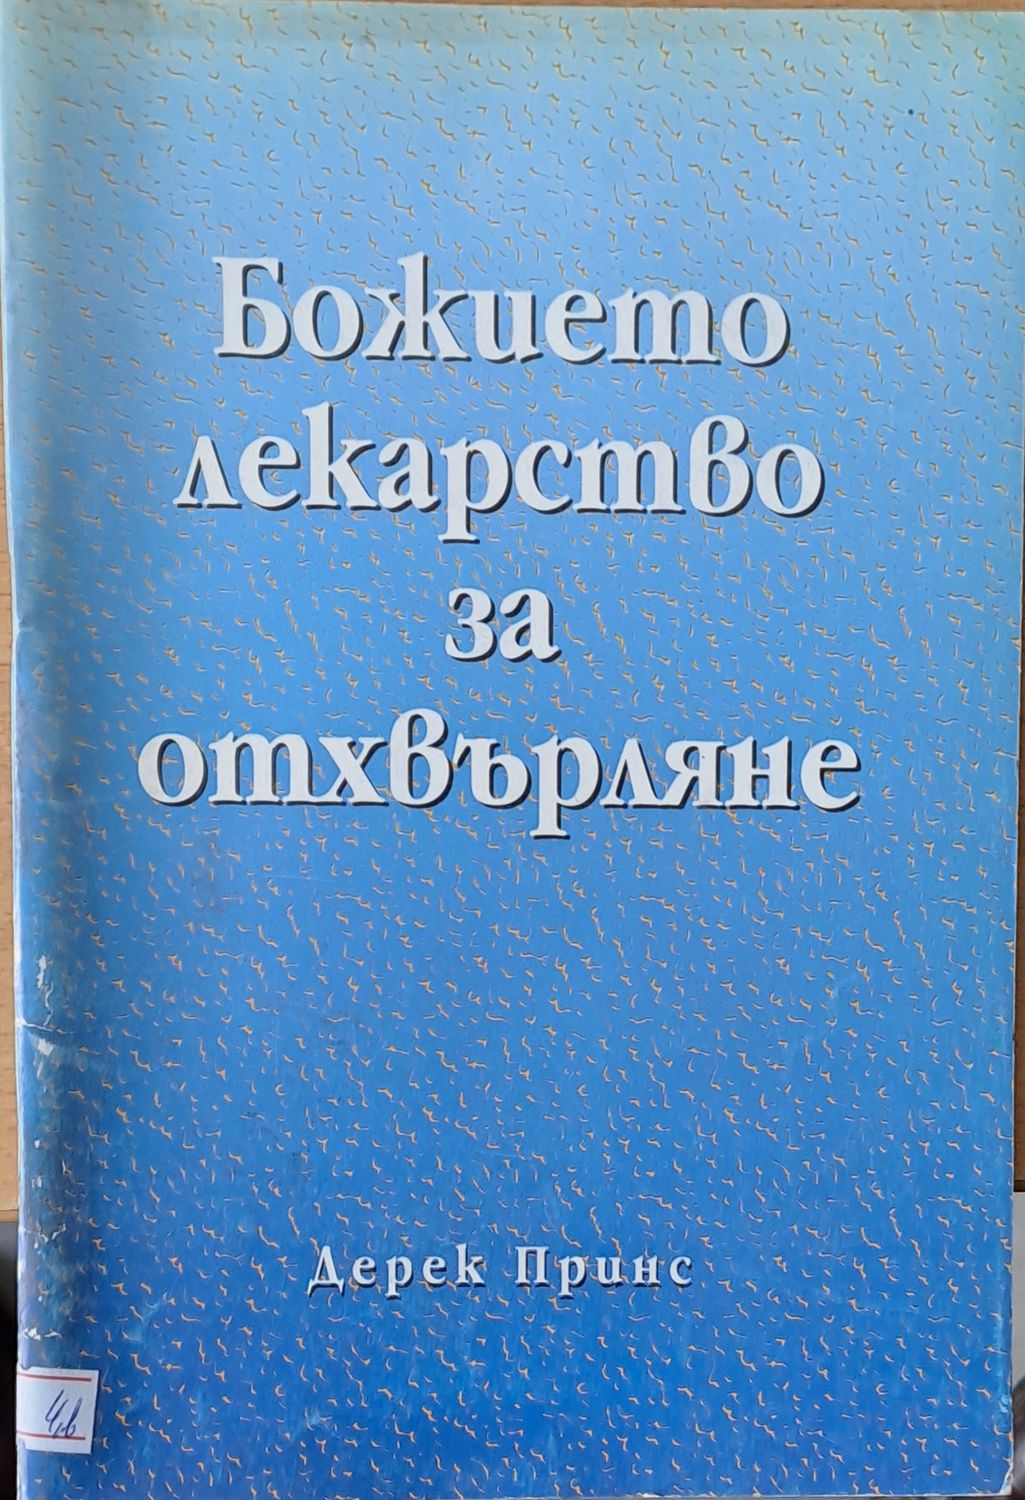 Божието
лекарство
за
отхвърляне
Дерек Принс